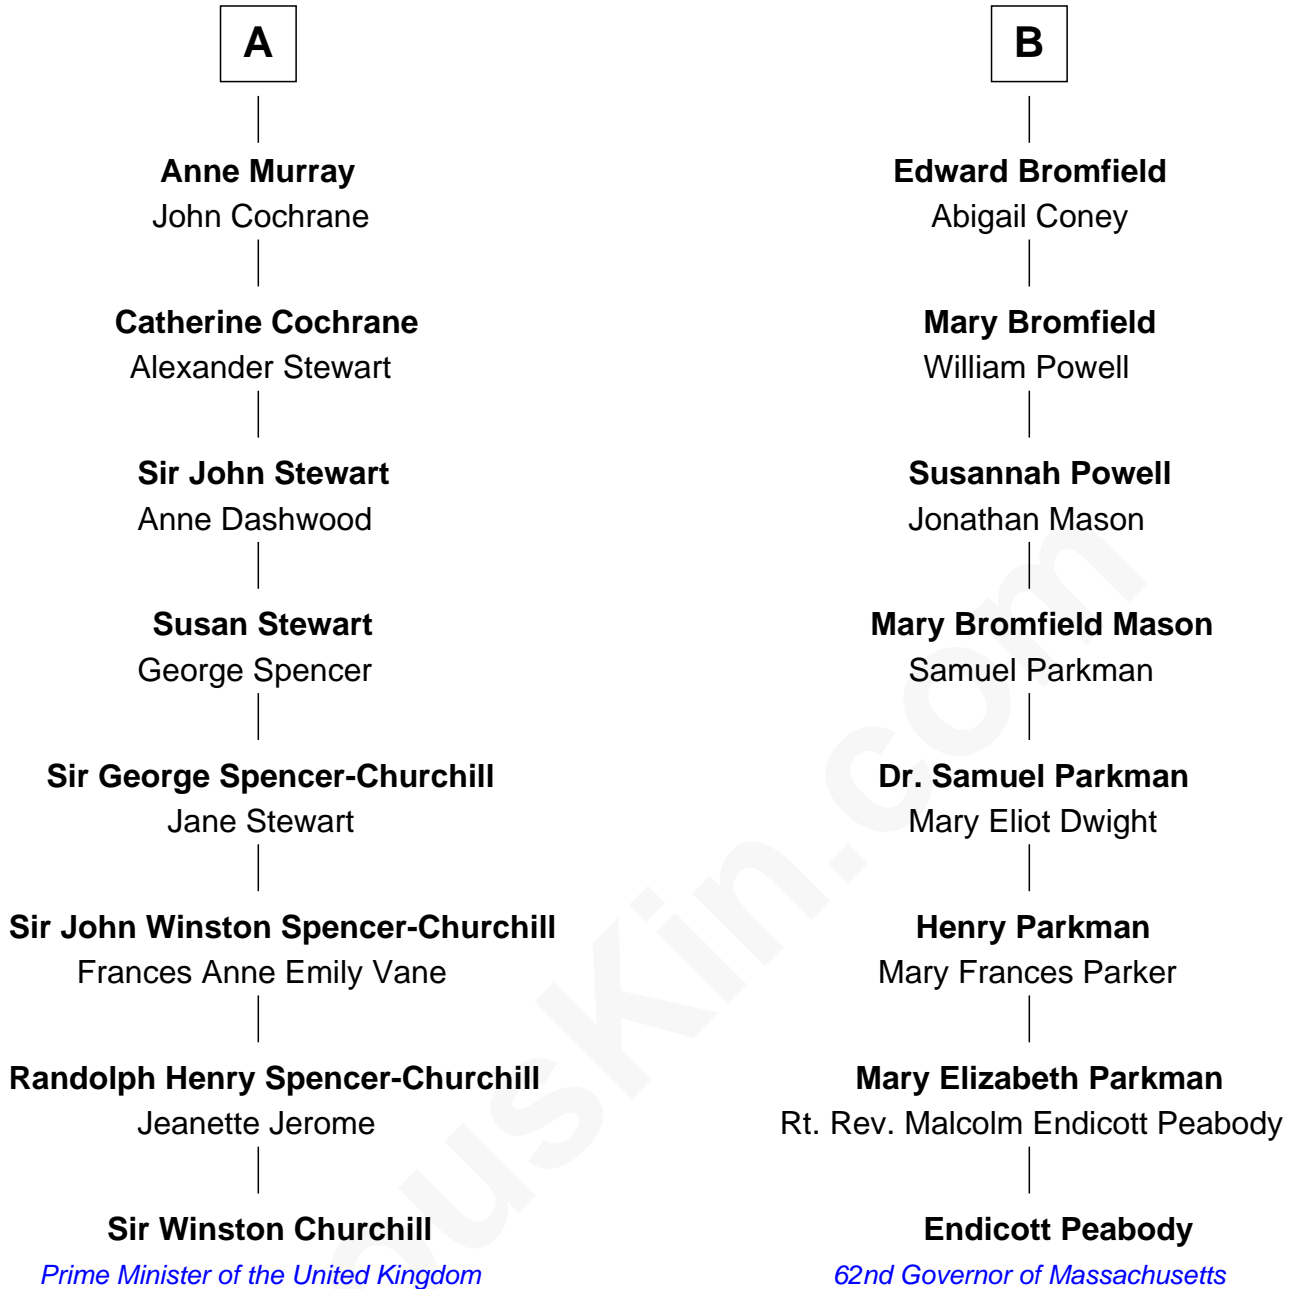 A
Anne Murray
John Cochrane
Catherine Cochrane
Alexander Stewart
Sir John Stewart
Anne Dashwood
Susan Stewart
George Spencer
Sir George Spencer-Churchill
Jane Stewart
Sir John Winston Spencer-Churchill
Frances Anne Emily Vane
Randolph Henry Spencer-Churchill
Jeanette Jerome
Sir Winston Churchill
Prime Minister of the United Kingdom
B
Edward Bromfield
Abigail Coney
Mary Bromfield
William Powell
Susannah Powell
Jonathan Mason
Mary Bromfield Mason
Samuel Parkman
Dr. Samuel Parkman
Mary Eliot Dwight
Henry Parkman
Mary Frances Parker
Mary Elizabeth Parkman
Rt. Rev. Malcolm Endicott Peabody
Endicott Peabody
62nd Governor of Massachusetts
ousKin.com